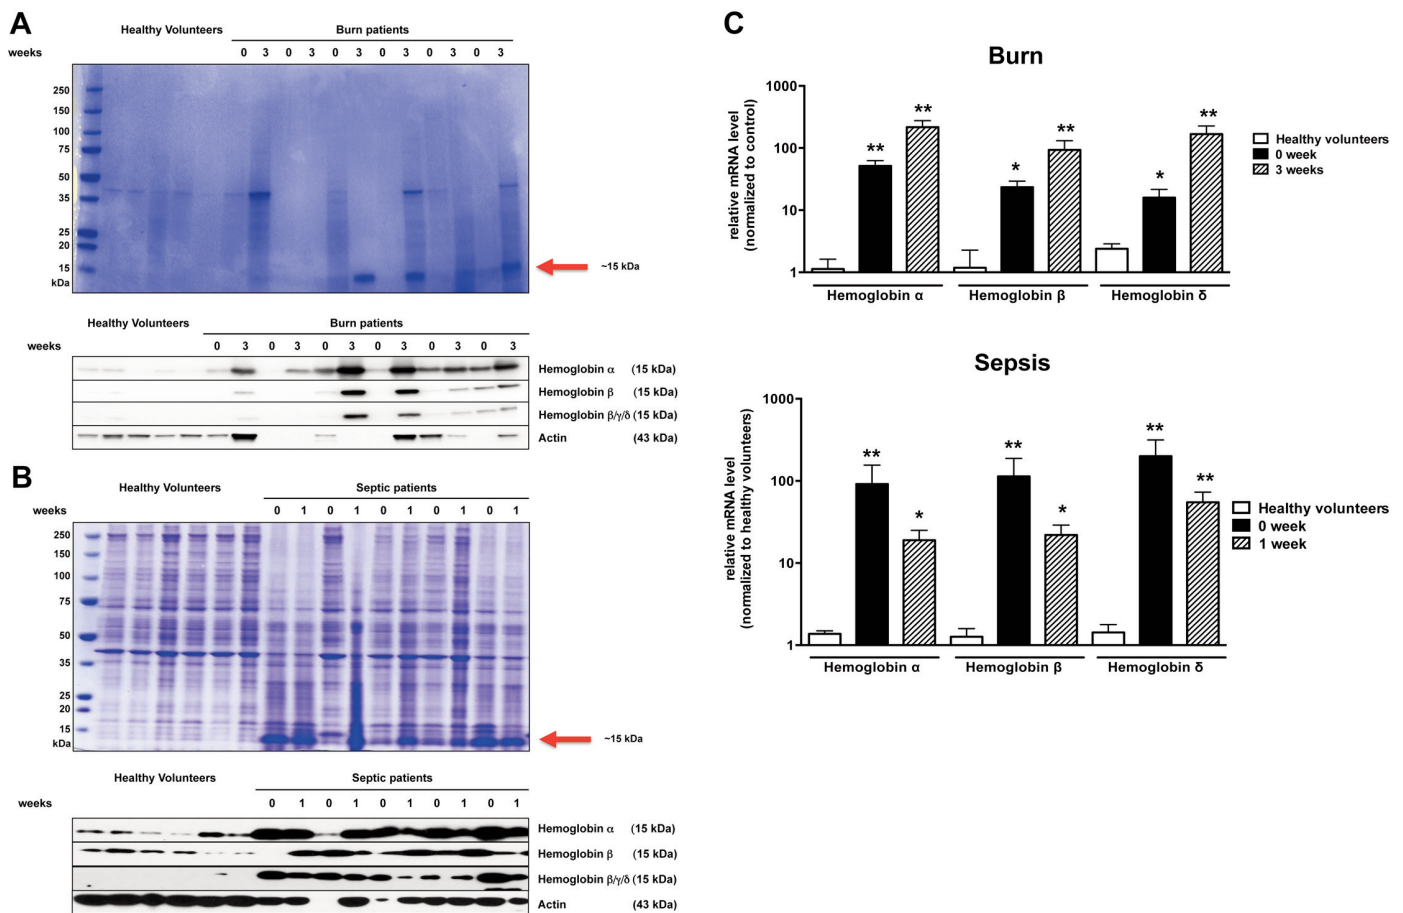 A
Healthy Volunteers Burn patients
weeks 0 3 0 3 0 3 0 3 0 3 0 3
250
150
100
75
50
35
25
20
15
kDa
~15 kDa
Healthy Volunteers Burn patients
weeks 0 3 0 3 0 3 0 3 0 3 0 3
Hemoglobin α (15 kDa)
Hemoglobin β (15 kDa)
Hemoglobin β/γ/δ (15 kDa)
Actin (43 kDa)
B
Healthy Volunteers Septic patients
weeks 0 1 0 1 0 1 0 1 0 1
250
150
100
75
50
35
25
20
15
kDa
~15 kDa
Healthy Volunteers Septic patients
weeks 0 1 0 1 0 1 0 1 0 1
Hemoglobin α (15 kDa)
Hemoglobin β (15 kDa)
Hemoglobin β/γ/δ (15 kDa)
Actin (43 kDa)
C
Burn
relative mRNA level
(normalized to control)
1000
100
10
1
** ** * ** * **
Hemoglobin α Hemoglobin β Hemoglobin δ
Healthy volunteers
0 week
3 weeks
Sepsis
relative mRNA level
(normalized to healthy volunteers)
1000
100
10
1
** * ** * ** **
Hemoglobin α Hemoglobin β Hemoglobin δ
Healthy volunteers
0 week
1 week